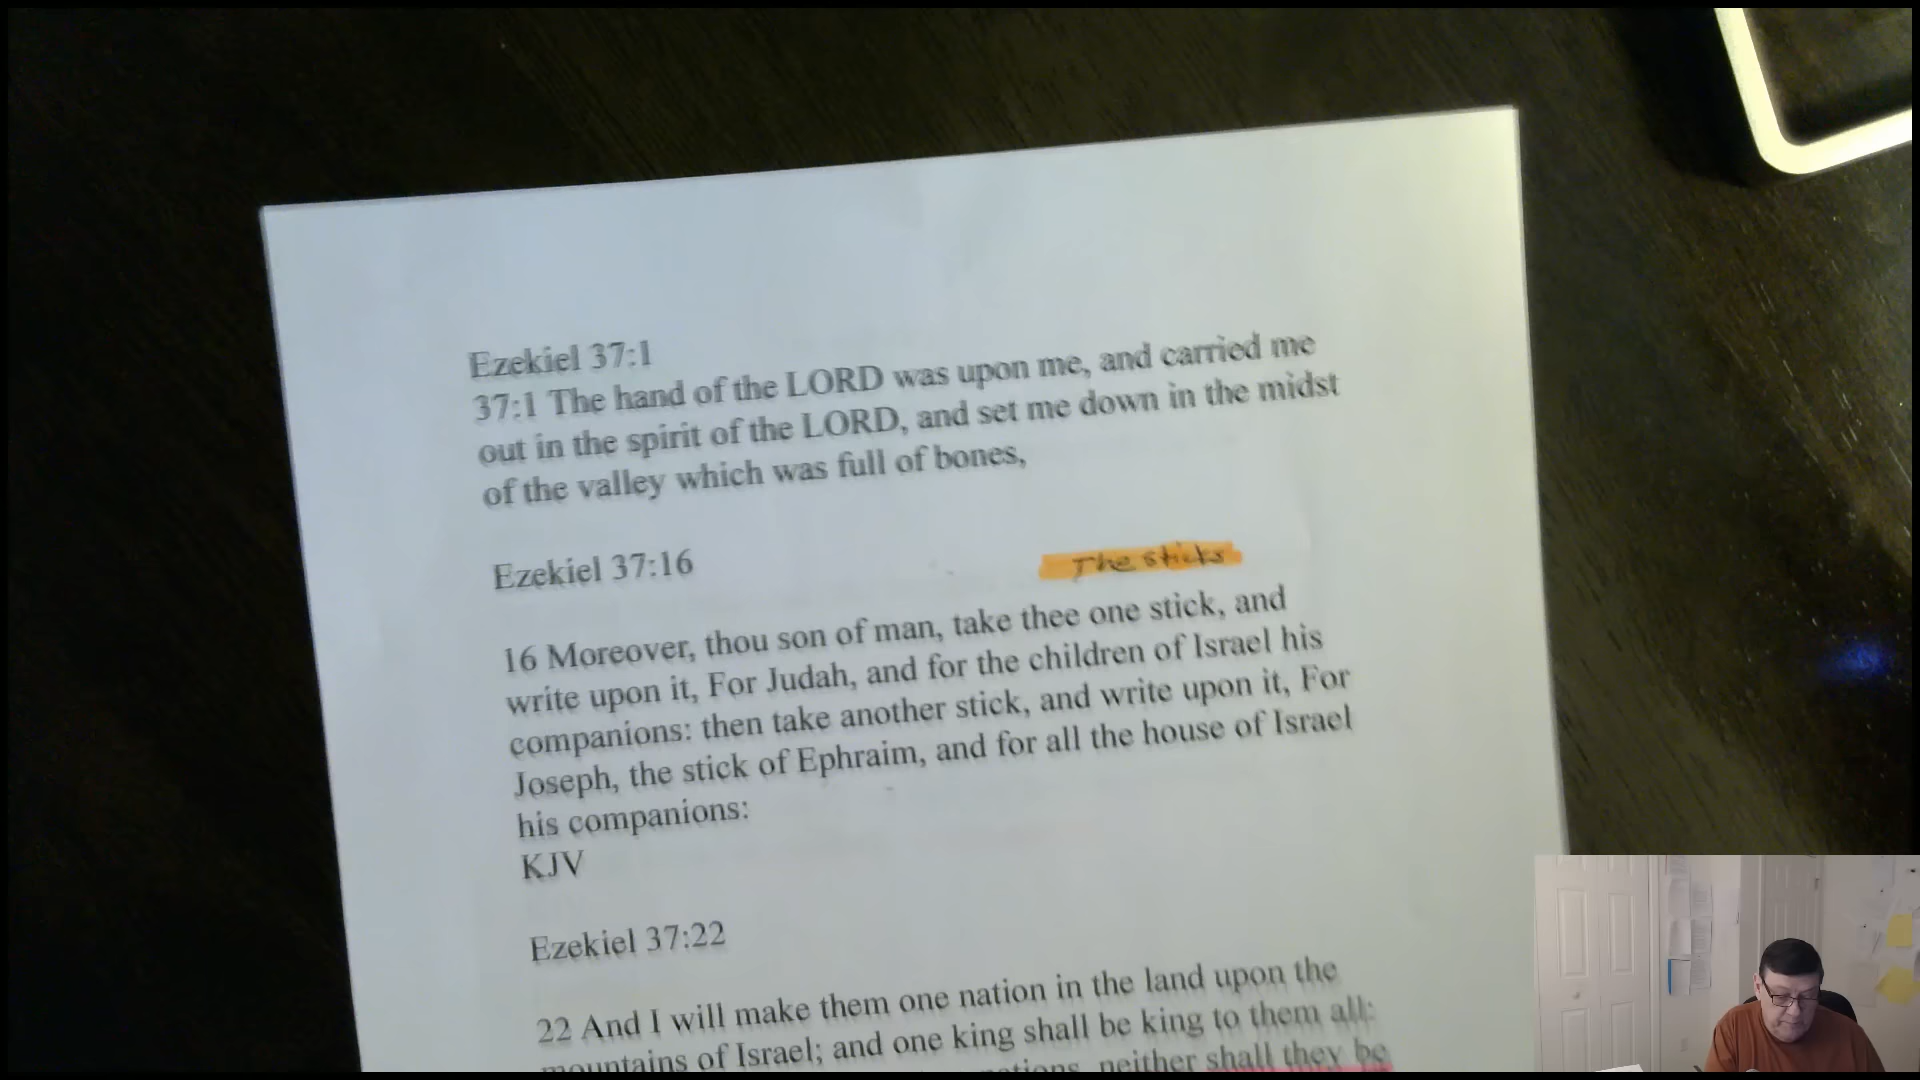 Ezekiel 37:1
37:1 The hand of the LORD was upon me, and carried me
out in the spirit of the LORD, and set me down in the midst
of the valley which was full of bones,
Ezekiel 37:16
The sticks
16 Moreover, thou son of man, take thee one stick, and
write upon it, For Judah, and for the children of Israel his
companions: then take another stick, and write upon it, For
Joseph, the stick of Ephraim, and for all the house of Israel
his companions:
KJV
Ezekiel 37:22
22 And I will make them one nation in the land upon the
mountains of Israel; and one king shall be king to them all:
neither shall they be